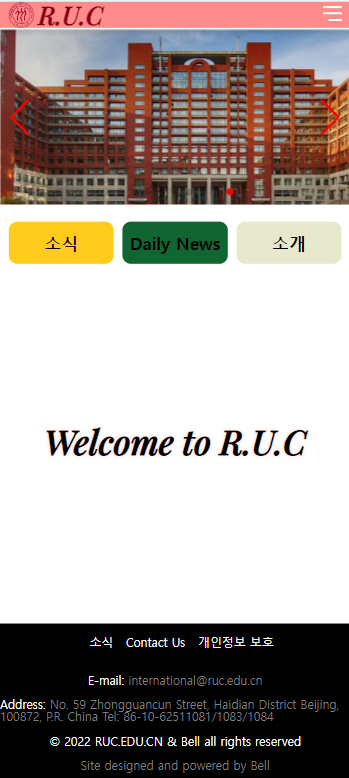 R.U.C
소식
Daily News
소개
Welcome to R.U.C
소식 Contact Us 개인정보 보호
E-mail: international@ruc.edu.cn
Address: No. 59 Zhongguancun Street, Haidian District Beijing,
100872, P.R. China Tel: 86-10-62511081/1083/1084
© 2022 RUC.EDU.CN & Bell all rights reserved
Site designed and powered by Bell